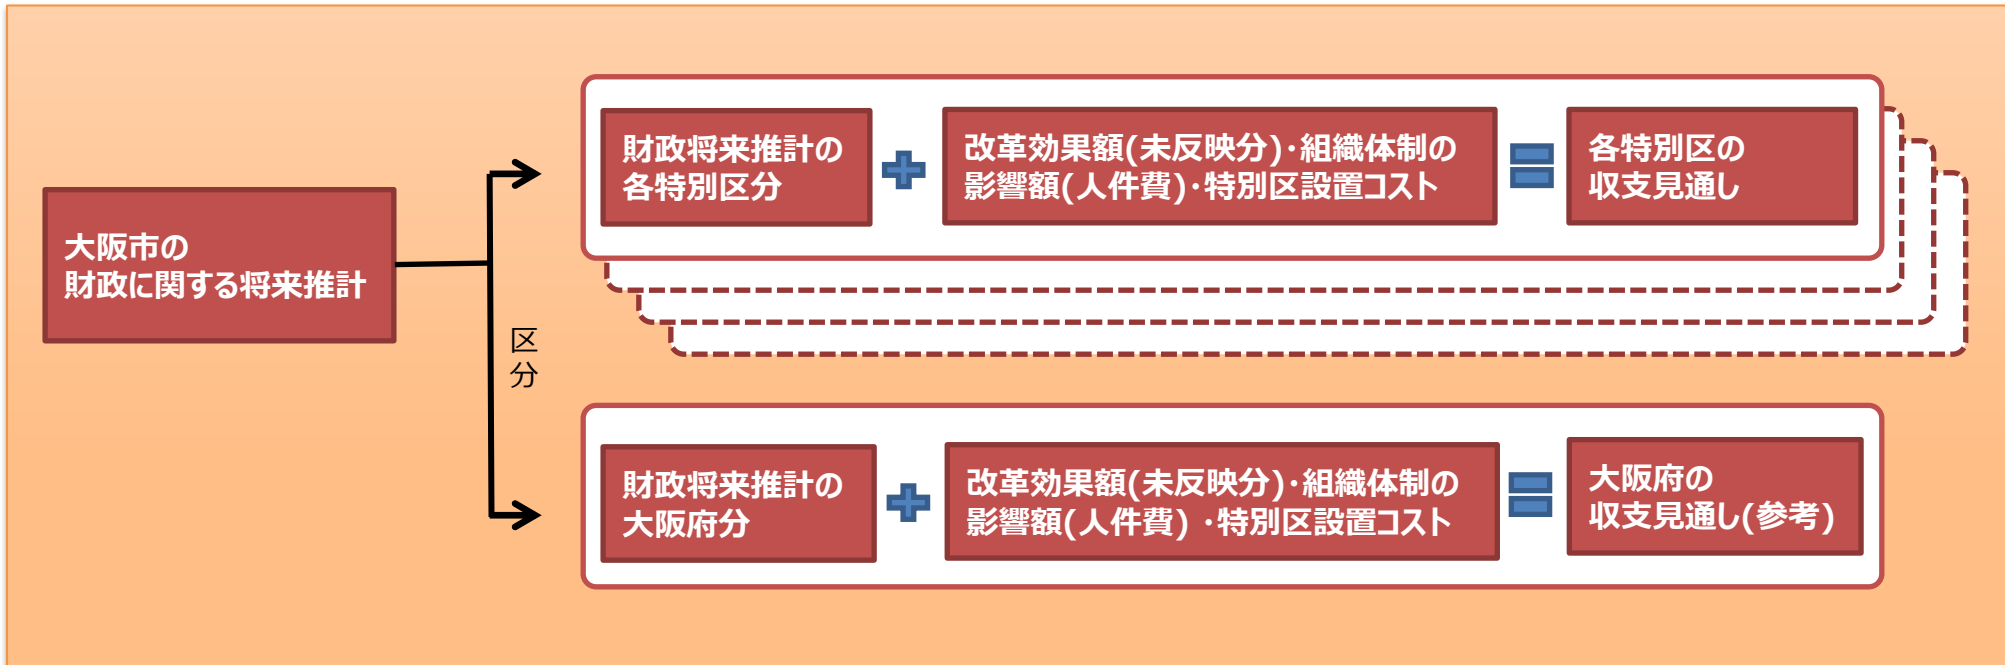 大阪市の
財政に関する将来推計
区
分
財政将来推計の
各特別区分
改革効果額(未反映分)・組織体制の
影響額(人件費)・特別区設置コスト
各特別区の
収支見通し
財政将来推計の
大阪府分
改革効果額(未反映分)・組織体制の
影響額(人件費) ・特別区設置コスト
大阪府の
収支見通し(参考)